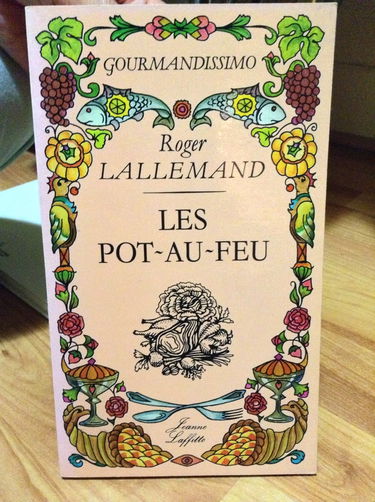 GOURMANDISSIMO
Roger
LALLEMAND
LES
POT~AU~FEU
Jeanne
Laffitte